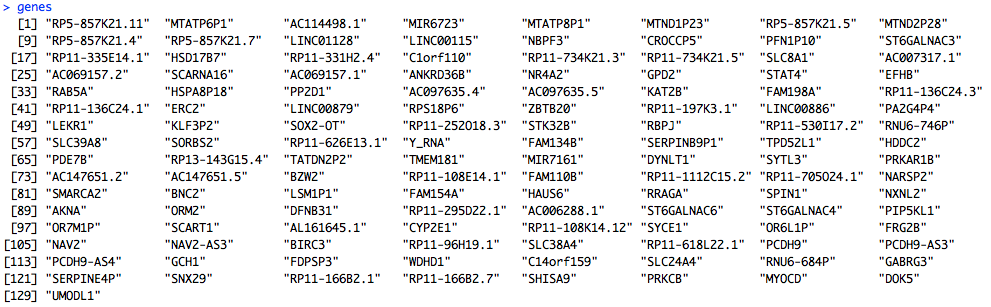 > genes
[1] "RP5-857K21.11" "MTATP6P1" "AC114498.1" "MIR6723" "MTATP8P1" "MTND1P23" "RP5-857K21.5" "MTND2P28"
[9] "RP5-857K21.4" "RP5-857K21.7" "LINC01128" "LINC00115" "NBPF3" "CROCCP5" "PFN1P10" "ST6GALNAC3"
[17] "RP11-335E14.1" "HSD17B7" "RP11-331H2.4" "C1orf110" "RP11-734K21.3" "RP11-734K21.5" "SLC8A1" "AC007317.1"
[25] "AC069157.2" "SCARNA16" "AC069157.1" "ANKRD36B" "NR4A2" "GPD2" "STAT4" "EFHB"
[33] "RAB5A" "HSPA8P18" "PP2D1" "AC097635.4" "AC097635.5" "KAT2B" "FAM198A" "RP11-136C24.3"
[41] "RP11-136C24.1" "ERC2" "LINC00879" "RPS18P6" "ZBTB20" "RP11-197K3.1" "LINC00886" "PA2G4P4"
[49] "LEKR1" "KLF3P2" "SOX2-OT" "RP11-252O18.3" "STK32B" "RBPJ" "RP11-530I17.2" "RNU6-746P"
[57] "SLC39A8" "SORBS2" "RP11-626E13.1" "Y_RNA" "FAM134B" "SERPINB9P1" "TPD52L1" "HDDC2"
[65] "PDE7B" "RP13-143G15.4" "TATDN2P2" "TMEM181" "MIR7161" "DYNLT1" "SYTL3" "PRKAR1B"
[73] "AC147651.2" "AC147651.5" "BZW2" "RP11-108E14.1" "FAM110B" "RP11-1112C15.2" "RP11-705O24.1" "NARSP2"
[81] "SMARCA2" "BNC2" "LSM1P1" "FAM154A" "HAUS6" "RRAGA" "SPIN1" "NXNL2"
[89] "AKNA" "ORM2" "DFNB31" "RP11-295D22.1" "AC006288.1" "ST6GALNAC6" "ST6GALNAC4" "PIP5KL1"
[97] "OR7M1P" "SCART1" "AL161645.1" "CYP2E1" "RP11-108K14.12" "SYCE1" "OR6L1P" "FRG2B"
[105] "NAV2" "NAV2-AS3" "BIRC3" "RP11-96H19.1" "SLC38A4" "RP11-618L22.1" "PCDH9" "PCDH9-AS3"
[113] "PCDH9-AS4" "GCH1" "FDPSP3" "WDHD1" "C14orf159" "SLC24A4" "RNU6-684P" "GABRG3"
[121] "SERPINE4P" "SNX29" "RP11-166B2.1" "RP11-166B2.7" "SHISA9" "PRKCB" "MYOCD" "DOK5"
[129] "UMODL1"